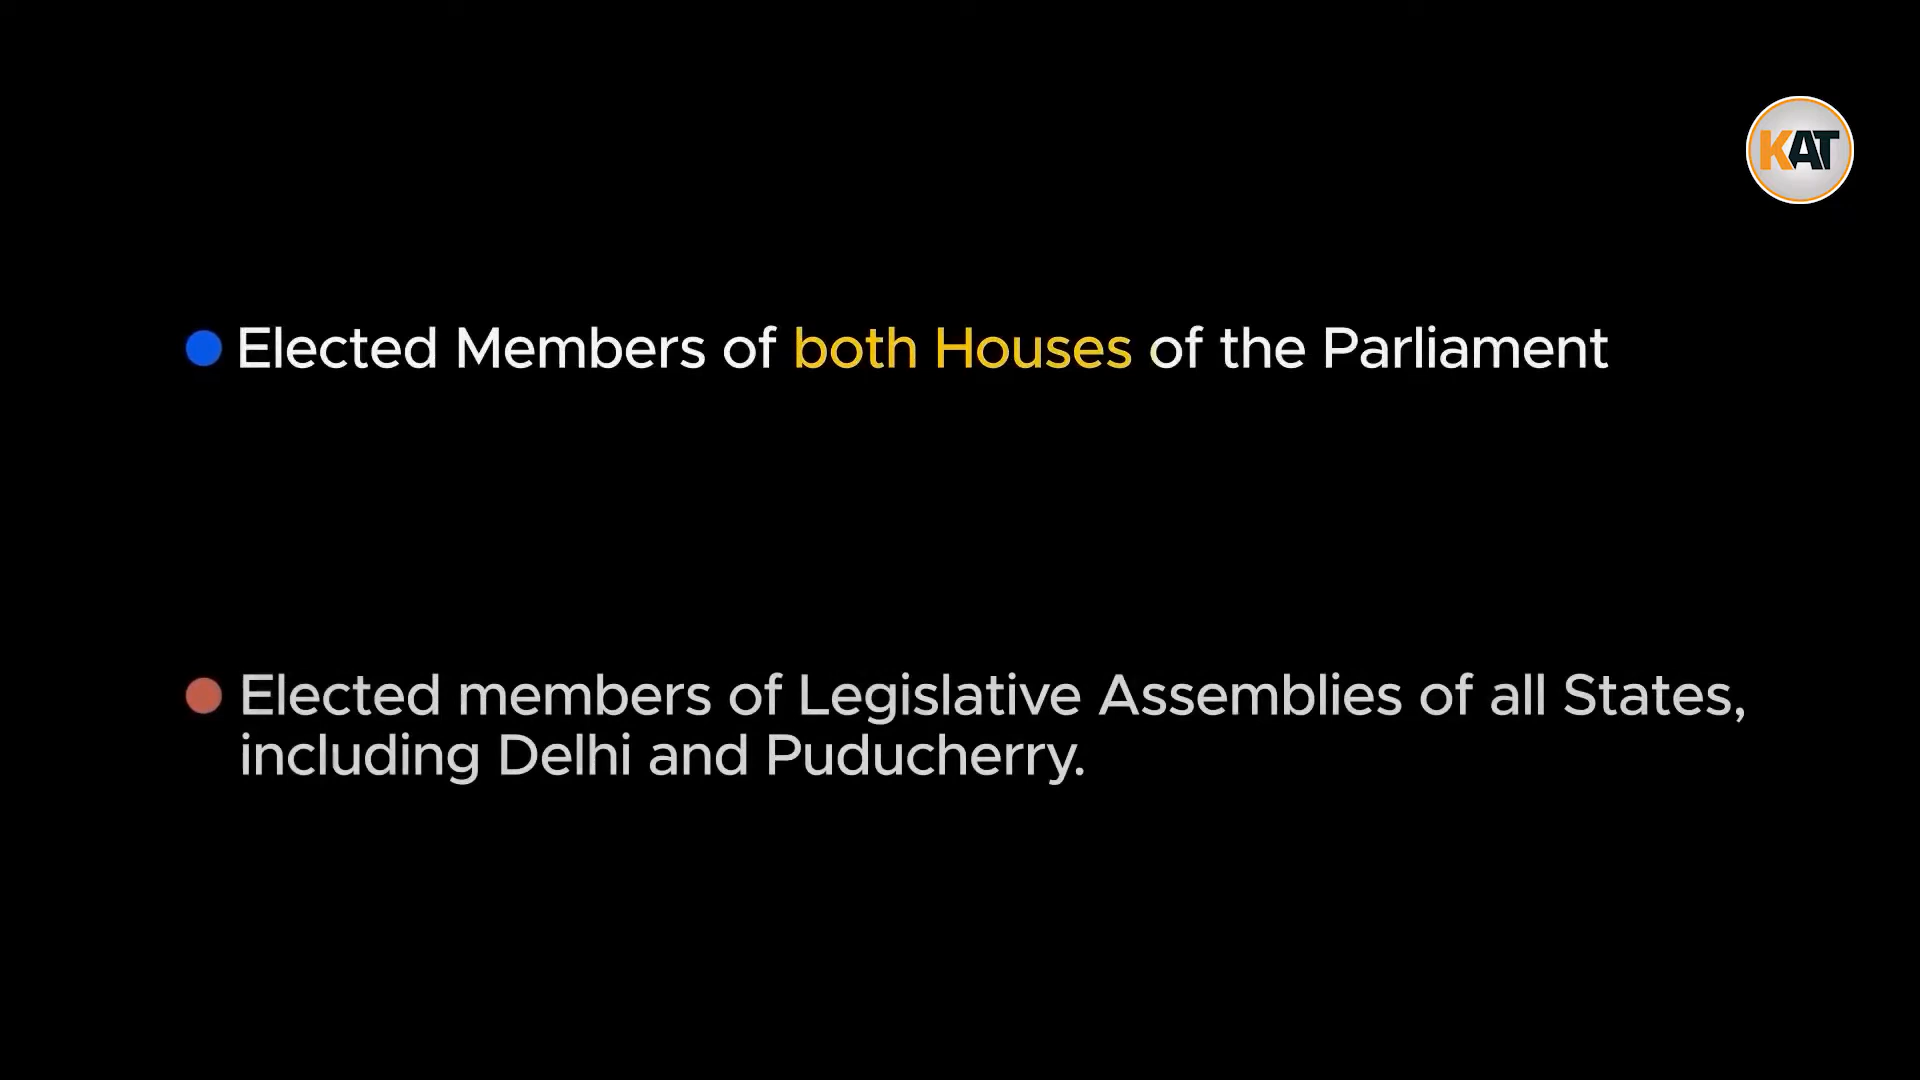 KAT
Elected Members of both Houses of the Parliament
Elected members of Legislative Assemblies of all States,
including Delhi and Puducherry.